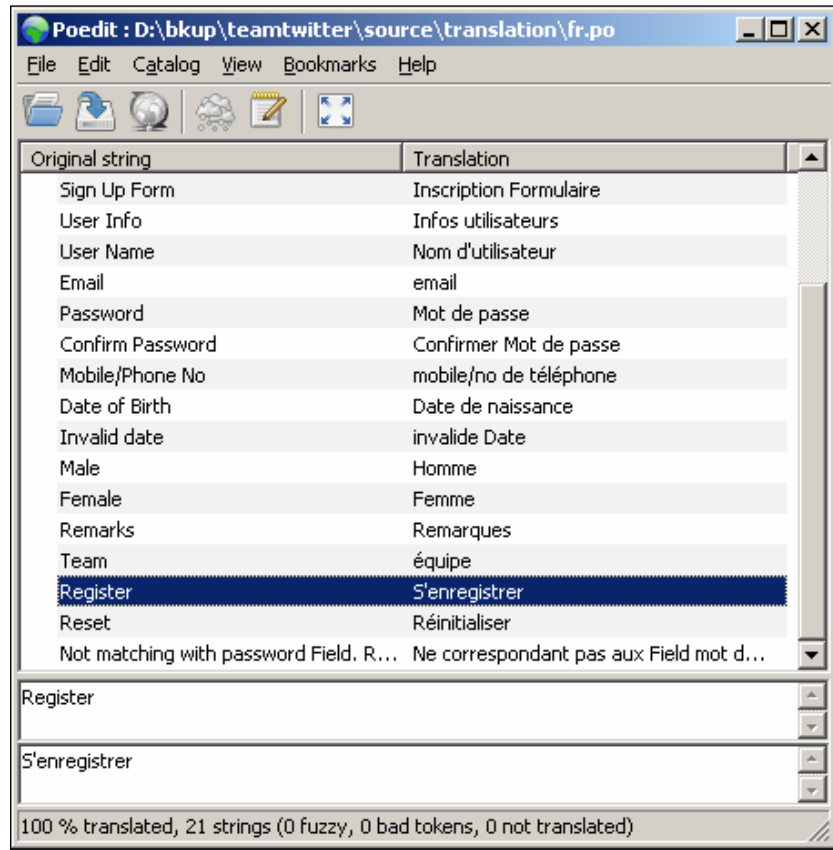 Poedit : D:\bkup\teamtwitter\source\translation\fr.po
File Edit Catalog View Bookmarks Help
Original string Translation
Sign Up Form Inscription Formulaire
User Info Infos utilisateurs
User Name Nom d'utilisateur
Email email
Password Mot de passe
Confirm Password Confirmer Mot de passe
Mobile/Phone No mobile/no de téléphone
Date of Birth Date de naissance
Invalid date invalide Date
Male Homme
Female Femme
Remarks Remarques
Team équipe
Register S'enregistrer
Reset Réinitialiser
Not matching with password Field. R... Ne correspondant pas aux Field mot d...
Register
S'enregistrer
100 % translated, 21 strings (0 fuzzy, 0 bad tokens, 0 not translated)